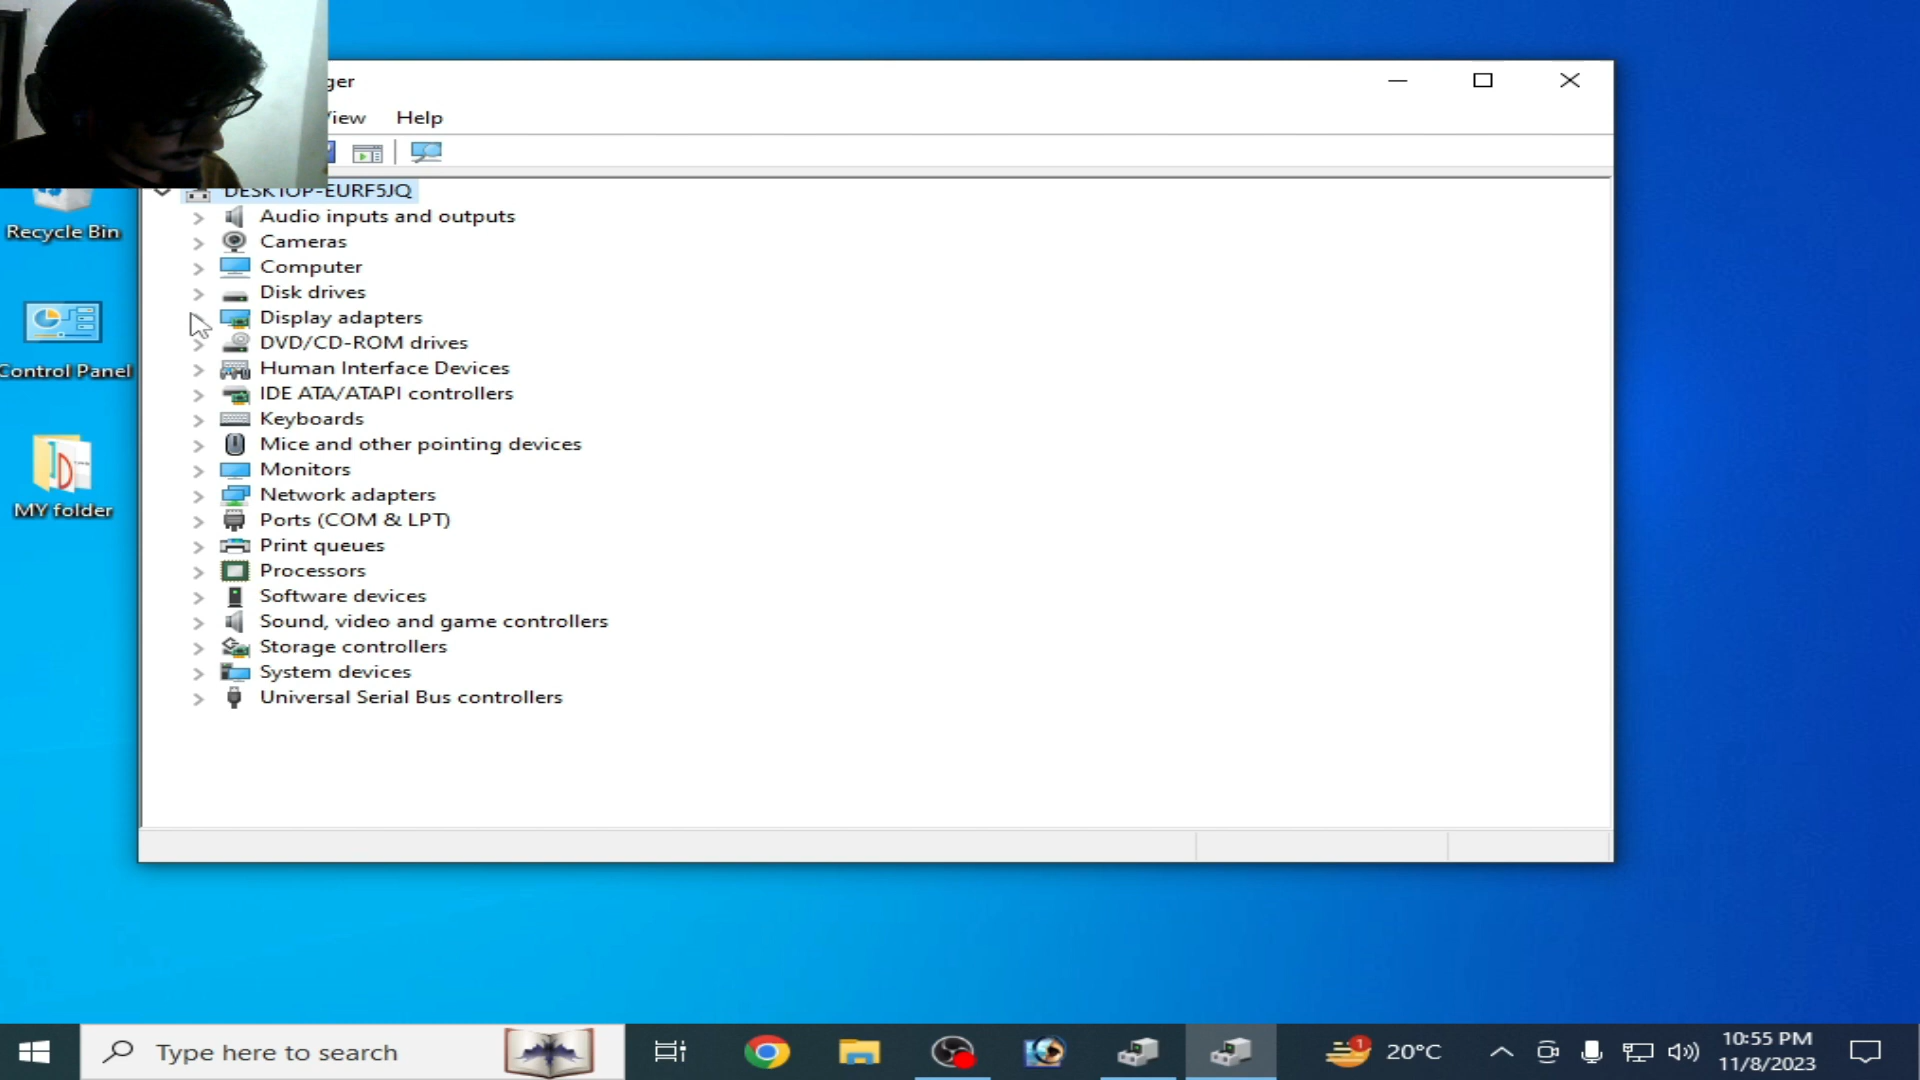 ger
View Help
DESKTOP-EURF5JQ
Audio inputs and outputs
Cameras
Computer
Disk drives
Display adapters
DVD/CD-ROM drives
Human Interface Devices
IDE ATA/ATAPI controllers
Keyboards
Mice and other pointing devices
Monitors
Network adapters
Ports (COM & LPT)
Print queues
Processors
Software devices
Sound, video and game controllers
Storage controllers
System devices
Universal Serial Bus controllers
Recycle Bin
Control Panel
MY folder
Type here to search
1
20°C
10:55 PM
11/8/2023